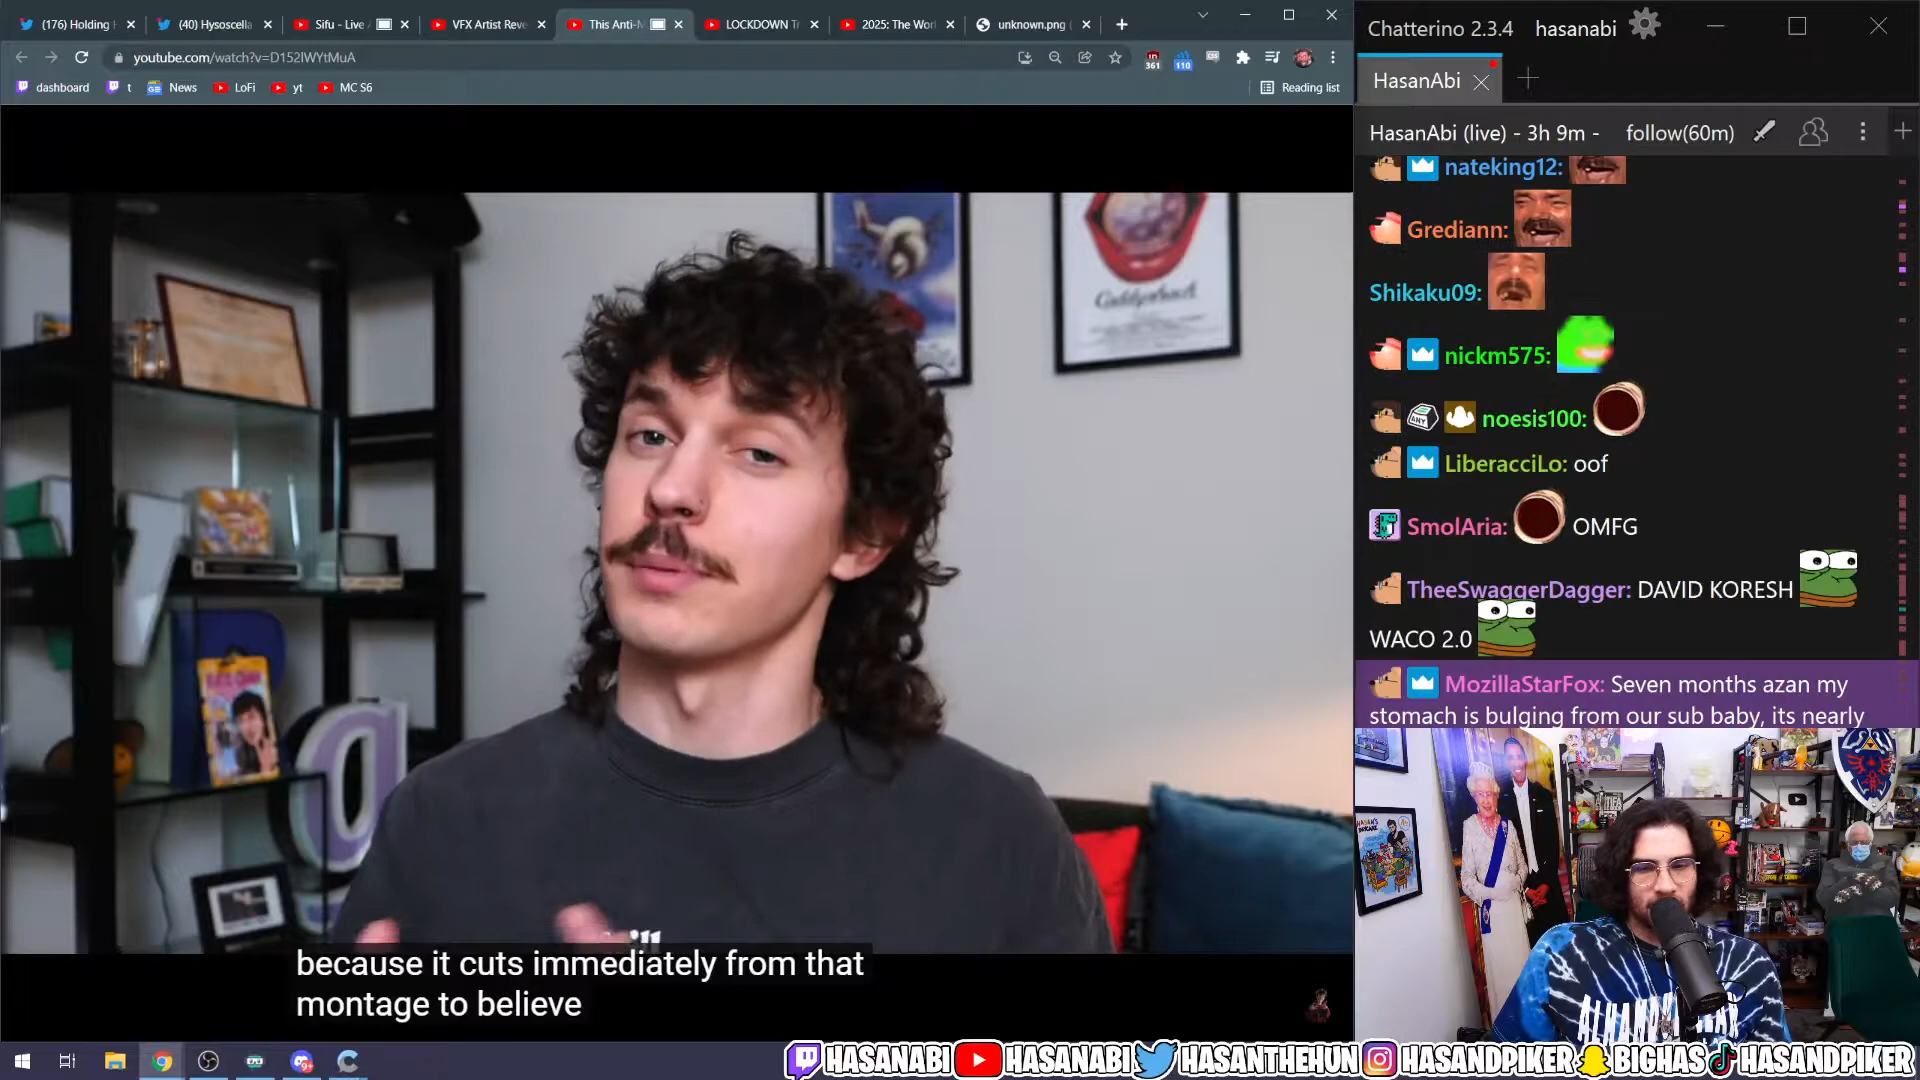 (176) Holding
(40) Hysoscella
Sifu - Live
VFX Artist Reve
This Anti-
LOCKDOWN
2025: The Worl
unknown.png
youtube.com/watch?v=D152IWYtMuA
361
110
dashboard
t
News
LoFi
yt
MC S6
Reading list
because it cuts immediately from that
montage to believe
Chatterino 2.3.4
hasanabi
HasanAbi
HasanAbi (live) - 3h 9m -
follow(60m)
nateking12:
Grediann:
Shikaku09:
nickm575:
ANY
noesis100:
LiberacciLo: oof
SmolAria: OMFG
TheeSwaggerDagger: DAVID KORESH
WACO 2.0
MozillaStarFox: Seven months azan my
stomach is bulging from our sub baby, its nearly
HASANABI
HASANABI
HASANTHEHUN
HASANDPIKER
BIGHAS
HASANDPIKER